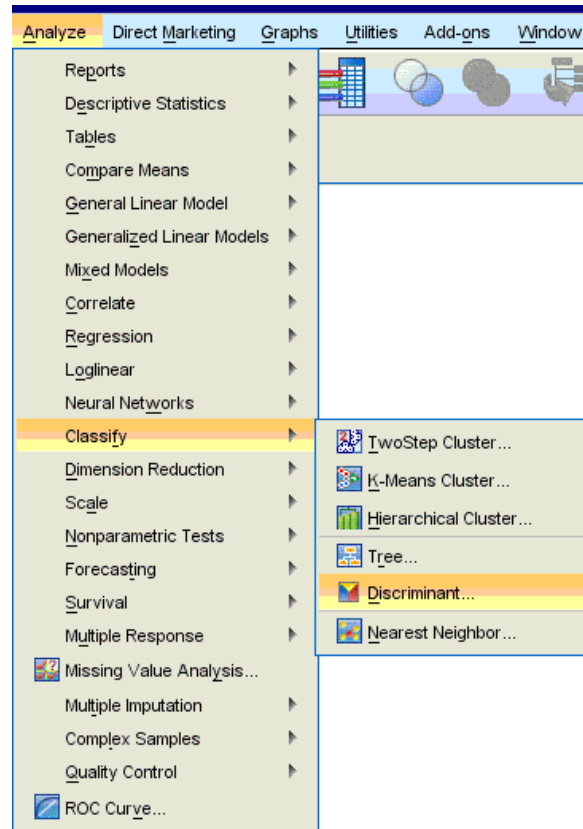 Analyze Direct Marketing Graphs Utilities Add-ons Window
Reports
Descriptive Statistics
Tables
Compare Means
General Linear Model
Generalized Linear Models
Mixed Models
Correlate
Regression
Loglinear
Neural Networks
Classify
Dimension Reduction
Scale
Nonparametric Tests
Forecasting
Survival
Multiple Response
Missing Value Analysis...
Multiple Imputation
Complex Samples
Quality Control
ROC Curve...
TwoStep Cluster...
K-Means Cluster...
Hierarchical Cluster...
Tree...
Discriminant...
Nearest Neighbor...